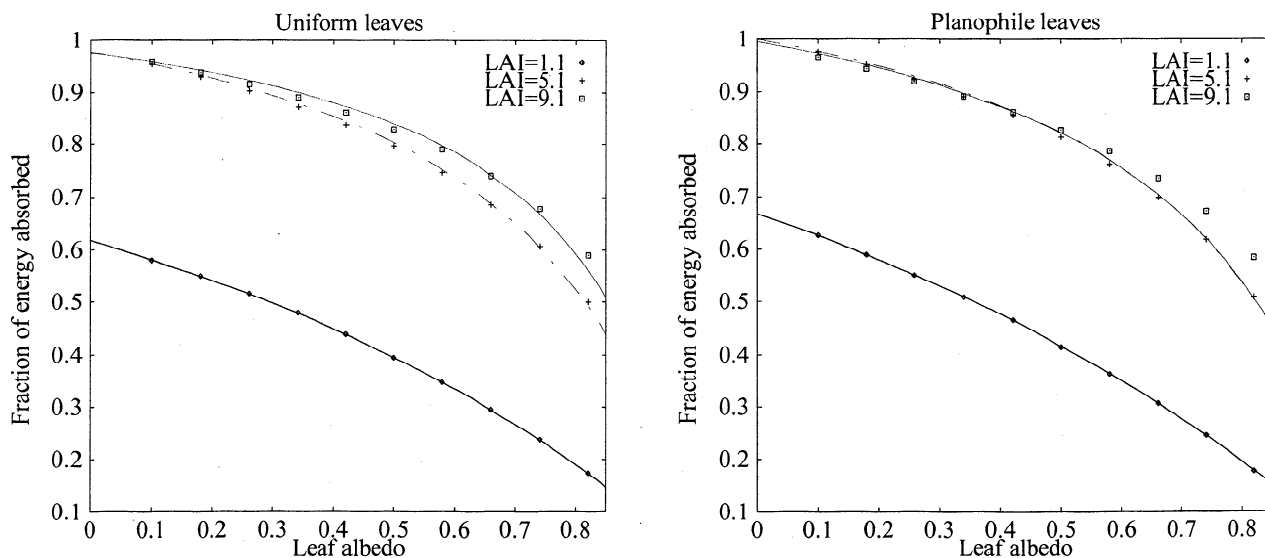 Uniform leaves
1
0.9
0.8
0.7
0.6
0.5
0.4
0.3
0.2
0.1
Fraction of energy absorbed
LAI=1.1
LAI=5.1
LAI=9.1
0 0.1 0.2 0.3 0.4 0.5 0.6 0.7 0.8
Leaf albedo
Planophile leaves
1
0.9
0.8
0.7
0.6
0.5
0.4
0.3
0.2
0.1
Fraction of energy absorbed
LAI=1.1
LAI=5.1
LAI=9.1
0 0.1 0.2 0.3 0.4 0.5 0.6 0.7 0.8
Leaf albedo